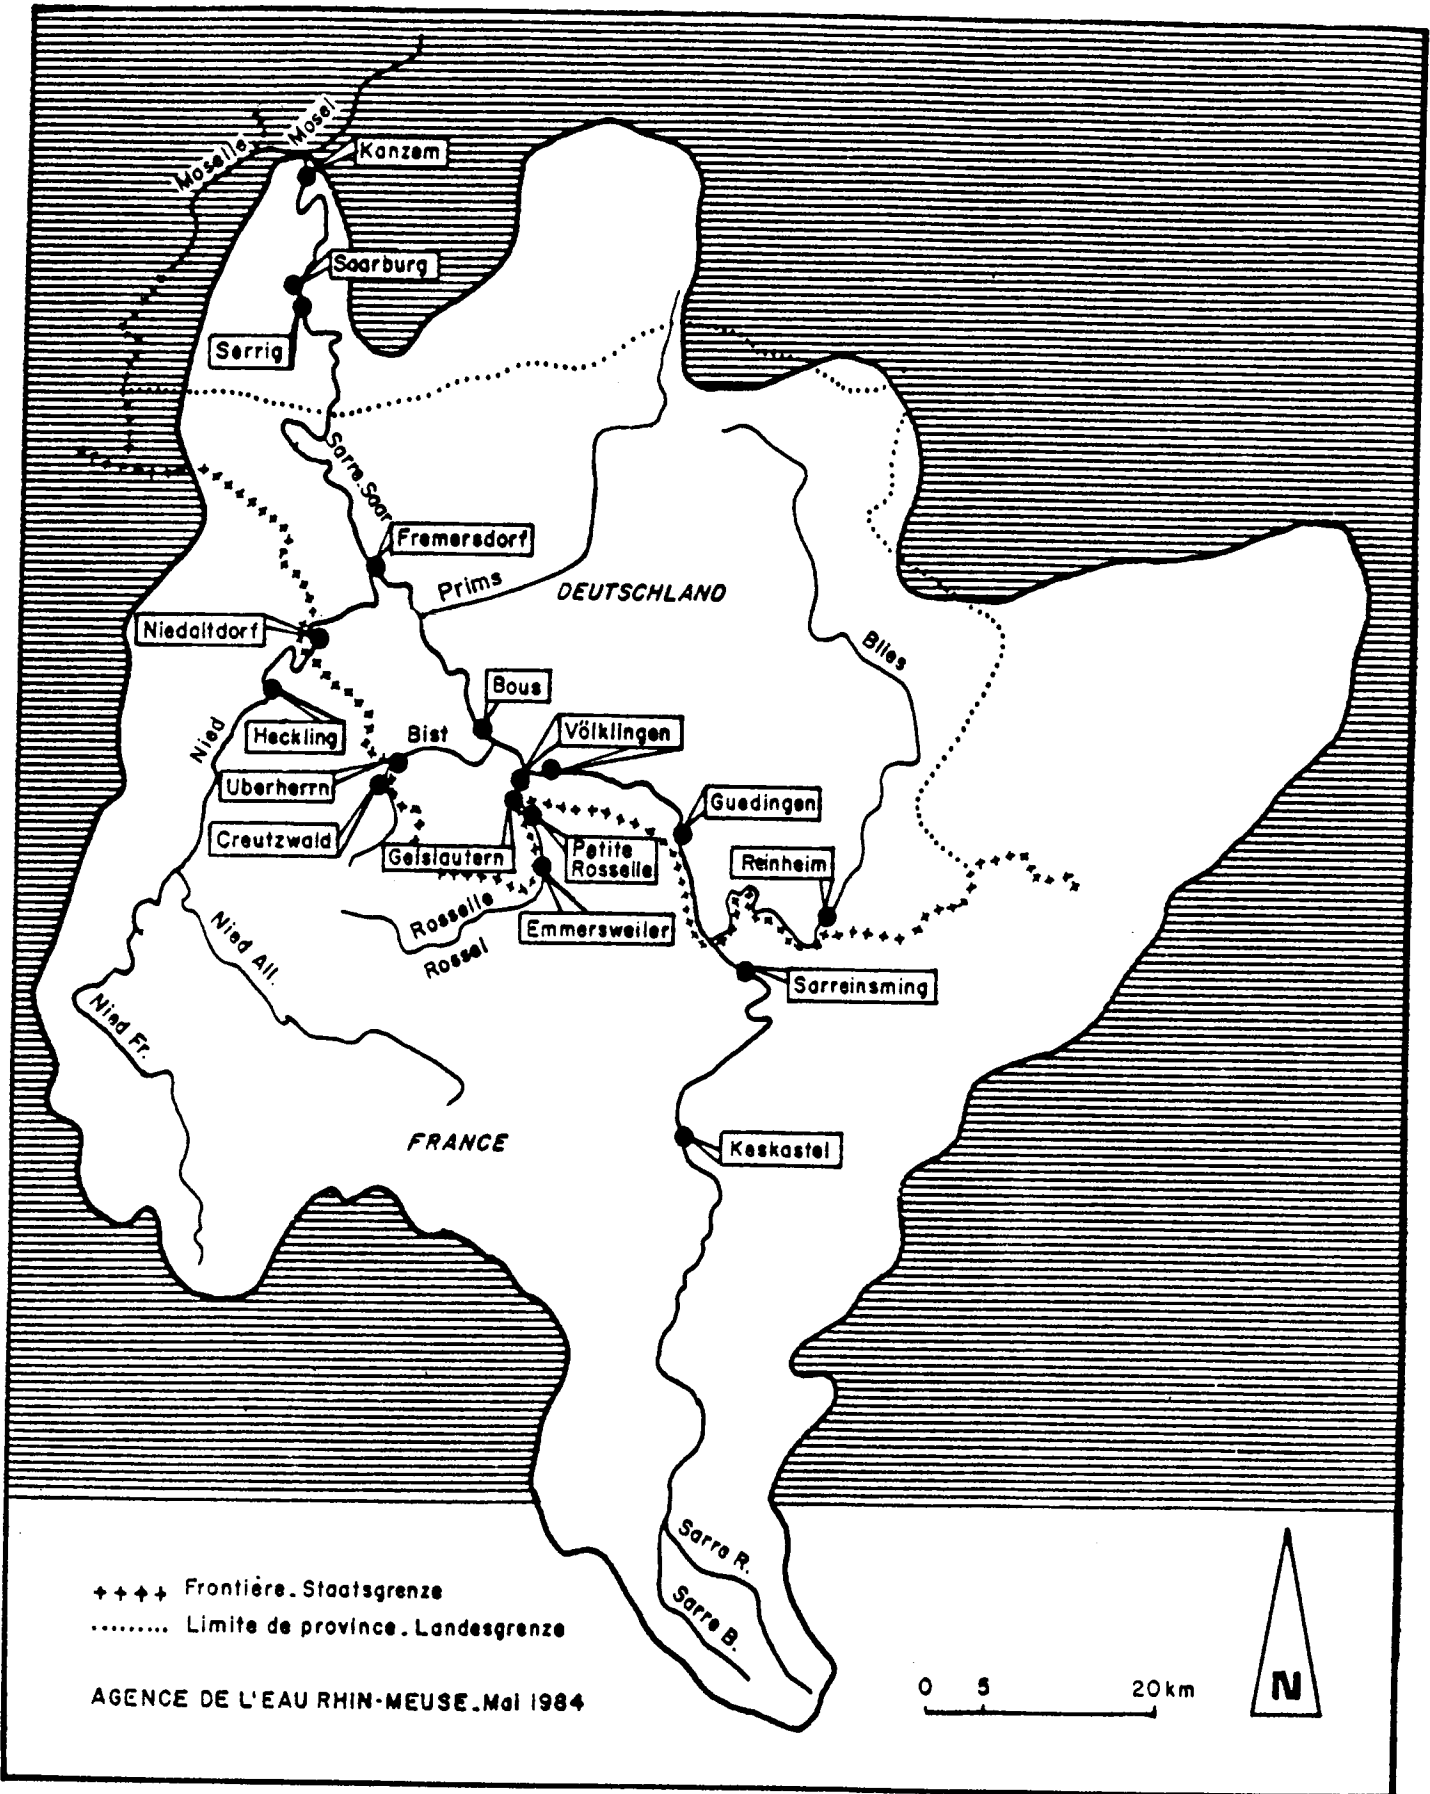 Moselle
Mosel
Kanzem
Saarburg
Serrig
Sarre.Saar
Fremersdorf
Prims
DEUTSCHLAND
Niedaltdorf
Blies
Bous
Nied
Heckling
Bist
Völklingen
Uberherrn
Guedingen
Creutzwald
Geislautern
Petite
Rosselle
Reinheim
Rosselle
Rossel
Emmersweiler
Nied All.
Sarreinsming
Nied Fr.
FRANCE
Keskastel
Sarre R.
Sarre B.
++++ Frontière.Staatsgrenze
......... Limite de province.Landesgrenze
AGENCE DE L'EAU RHIN-MEUSE.Mai 1984
0 5 20km
N